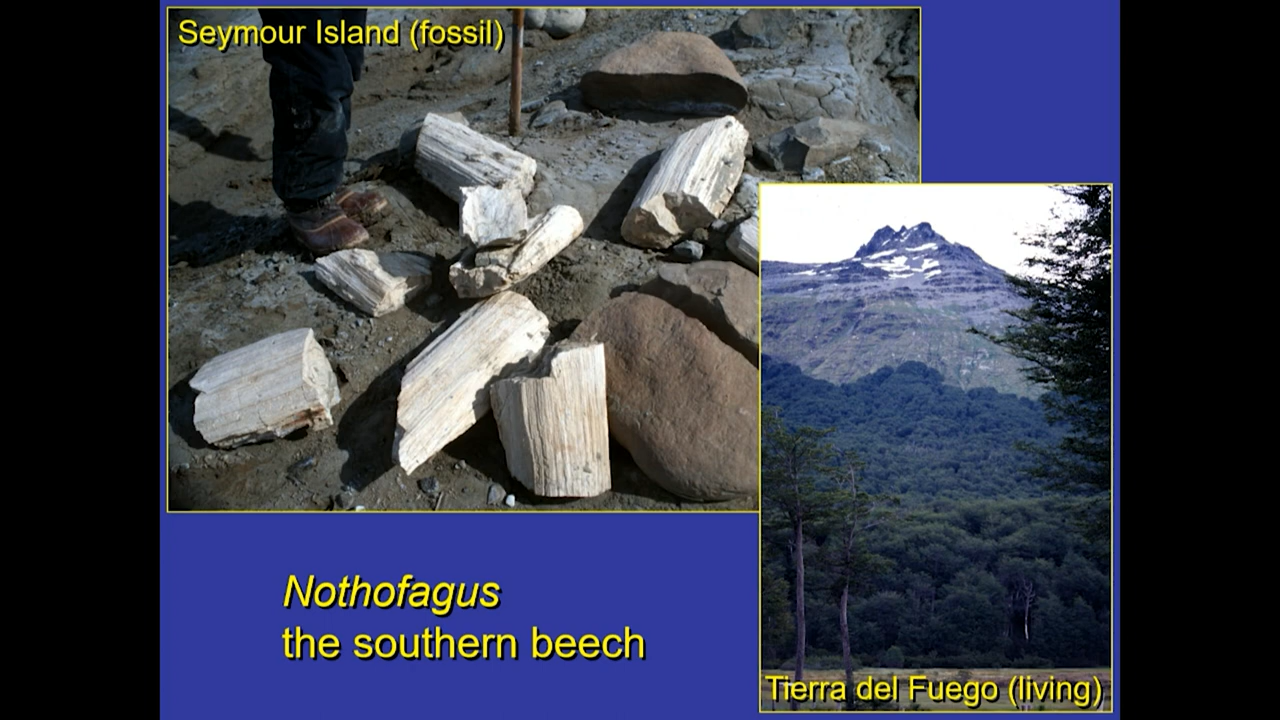 Seymour Island (fossil)
Nothofagus
the southern beech
Tierra del Fuego (living)